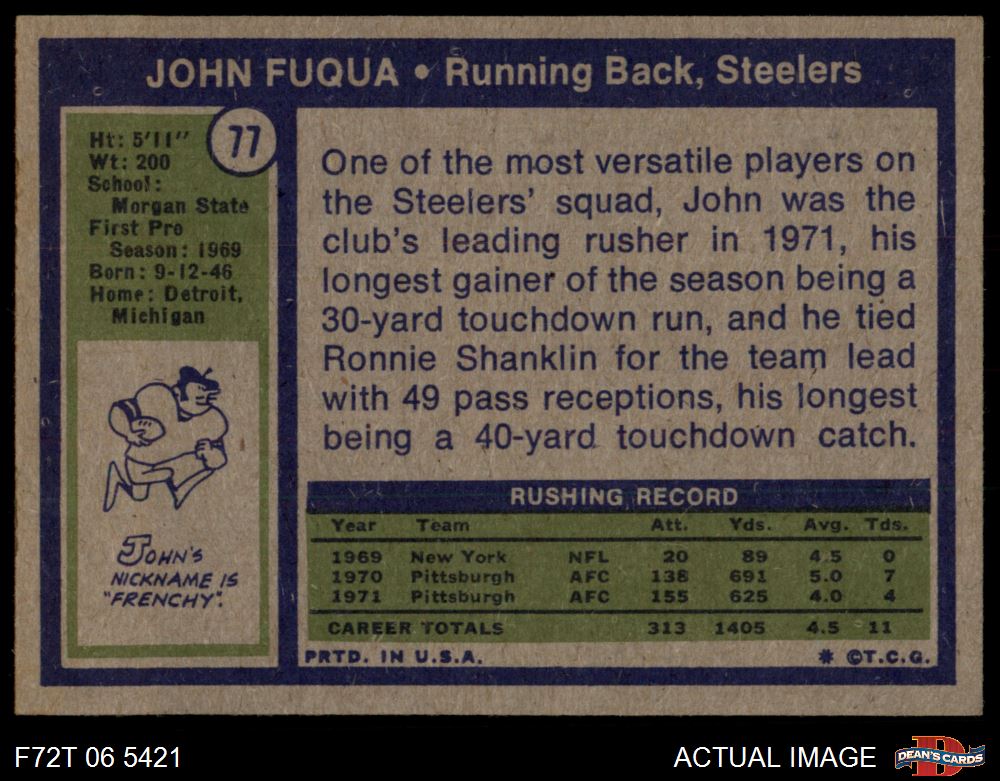 JOHN FUQUA • Running Back, Steelers
77
Ht: 5'11"
Wt: 200
School:
Morgan State
First Pro
Season: 1969
Born: 9-12-46
Home: Detroit,
Michigan
JOHN'S
NICKNAME IS
"FRENCHY".
One of the most versatile players on
the Steelers' squad, John was the
club's leading rusher in 1971, his
longest gainer of the season being a
30-yard touchdown run, and he tied
Ronnie Shanklin for the team lead
with 49 pass receptions, his longest
being a 40-yard touchdown catch.
RUSHING RECORD
Year Team Att. Yds. Avg. Tds.
1969 New York NFL 20 89 4.5 0
1970 Pittsburgh AFC 138 691 5.0 7
1971 Pittsburgh AFC 155 625 4.0 4
CAREER TOTALS 313 1405 4.5 11
PRTD. IN U.S.A. * ©T.C.G.
F72T 06 5421 ACTUAL IMAGE D DEAN'S CARDS